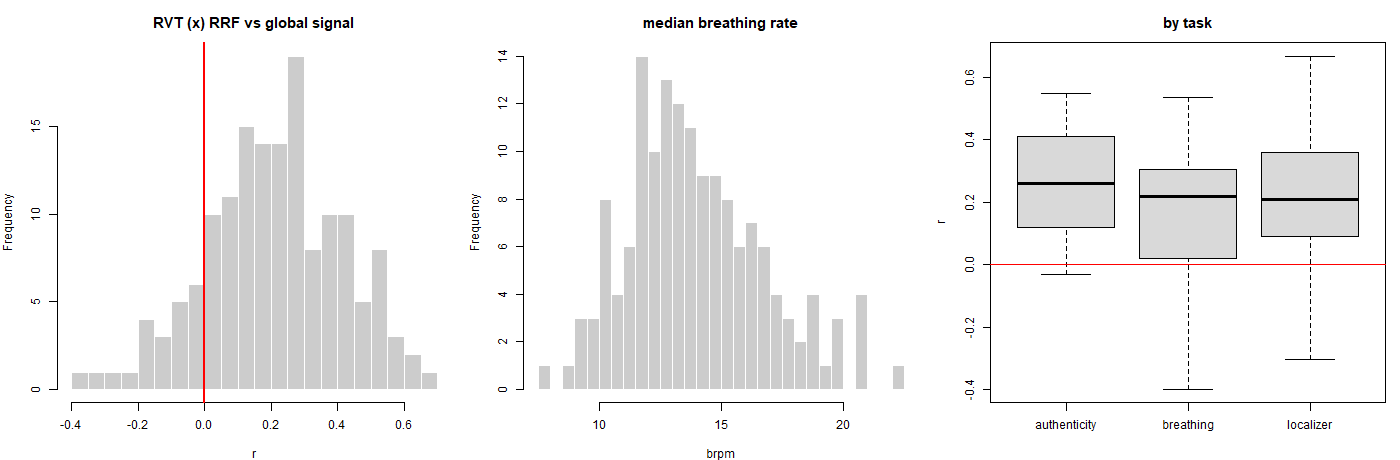 RVT (x) RRF vs global signal
Frequency
15
10
5
0
-0.4 -0.2 0.0 0.2 0.4 0.6
r
median breathing rate
Frequency
14
12
10
8
6
4
2
0
10 15 20
brpm
by task
r
0.6
0.4
0.2
0.0
-0.2
-0.4
authenticity breathing localizer